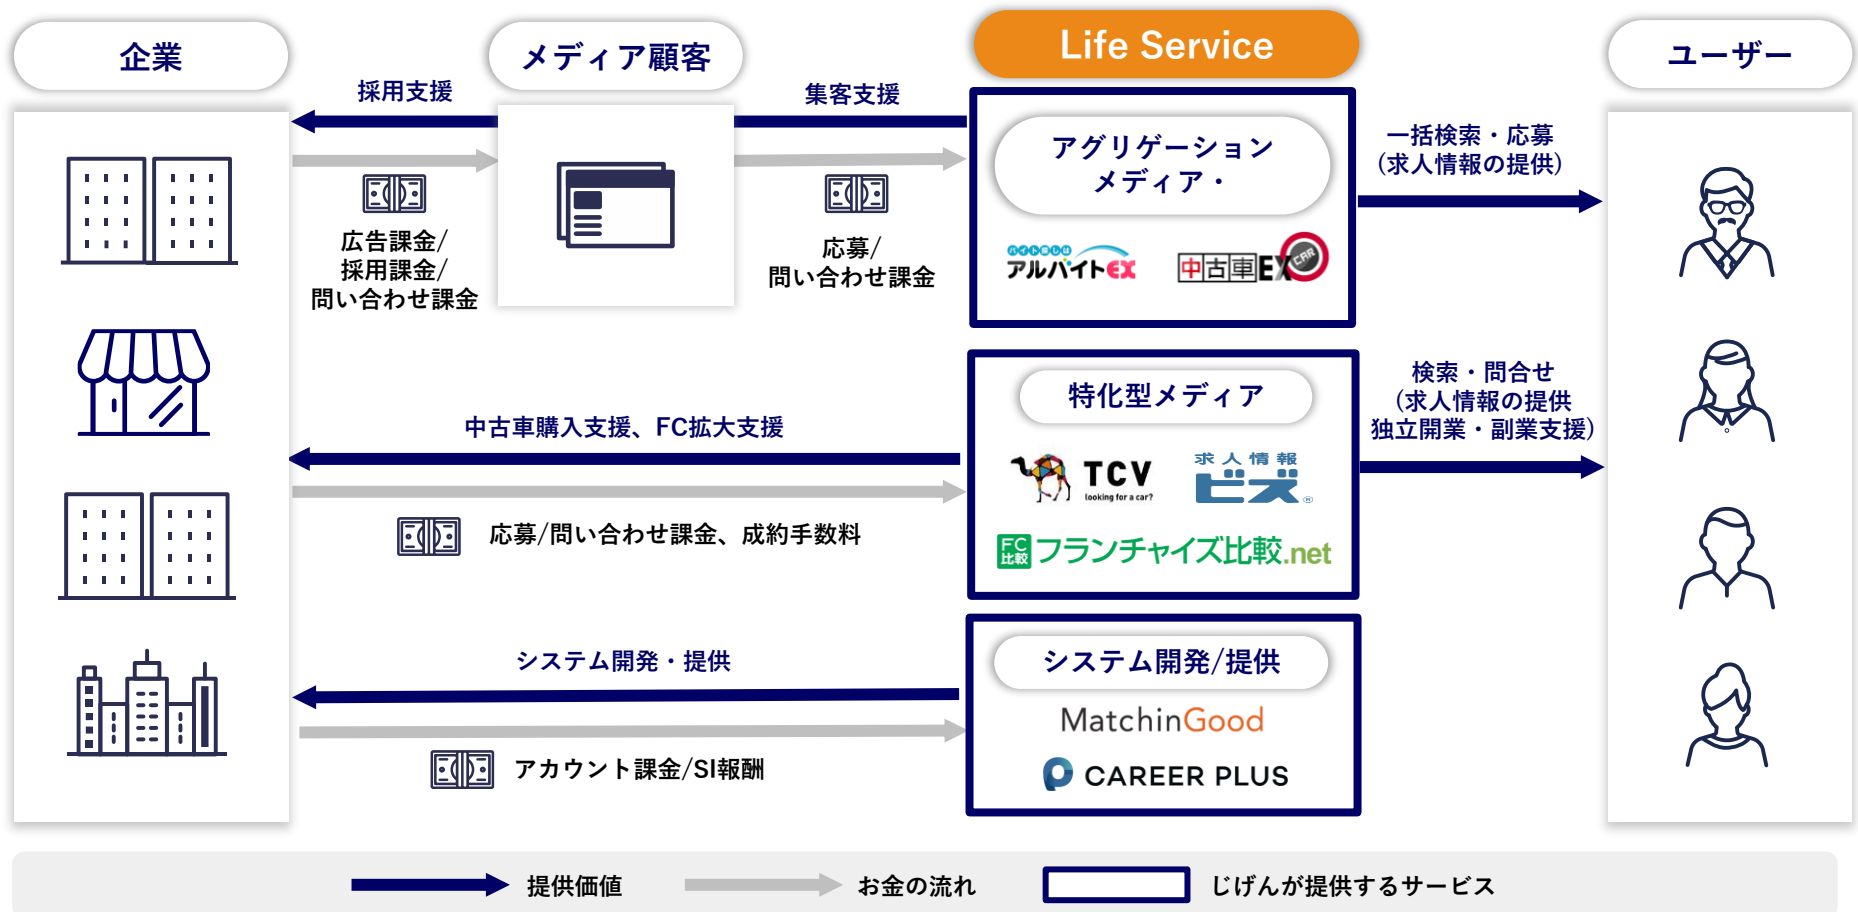 企業
メディア顧客
Life Service
ユーザー
採用支援
集客支援
広告課金/
採用課金/
問い合わせ課金
応募/
問い合わせ課金
アグリゲーション
メディア・
バイト探しは
アルバイトEX
中古車EX
CAR
一括検索・応募
(求人情報の提供)
中古車購入支援、FC拡大支援
応募/問い合わせ課金、成約手数料
特化型メディア
TCV
looking for a car?
求人情報
ビズ®
FC
比較
フランチャイズ比較.net
検索・問合せ
(求人情報の提供
独立開業・副業支援)
システム開発・提供
アカウント課金/SI報酬
システム開発/提供
MatchinGood
CAREER PLUS
提供価値
お金の流れ
じげんが提供するサービス